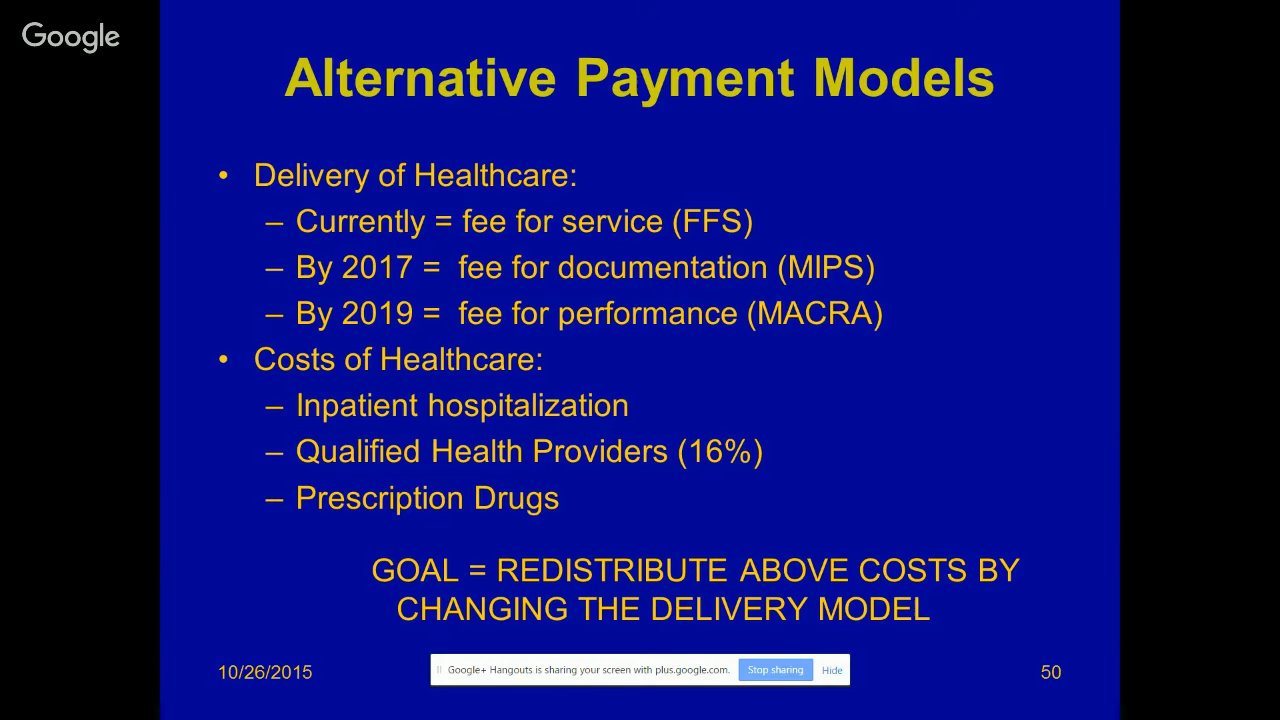 Google
Alternative Payment Models
• Delivery of Healthcare:
– Currently = fee for service (FFS)
– By 2017 = fee for documentation (MIPS)
– By 2019 = fee for performance (MACRA)
• Costs of Healthcare:
– Inpatient hospitalization
– Qualified Health Providers (16%)
– Prescription Drugs
GOAL = REDISTRIBUTE ABOVE COSTS BY
CHANGING THE DELIVERY MODEL
10/26/2015
Google+ Hangouts is sharing your screen with plus.google.com. Stop sharing Hide
50